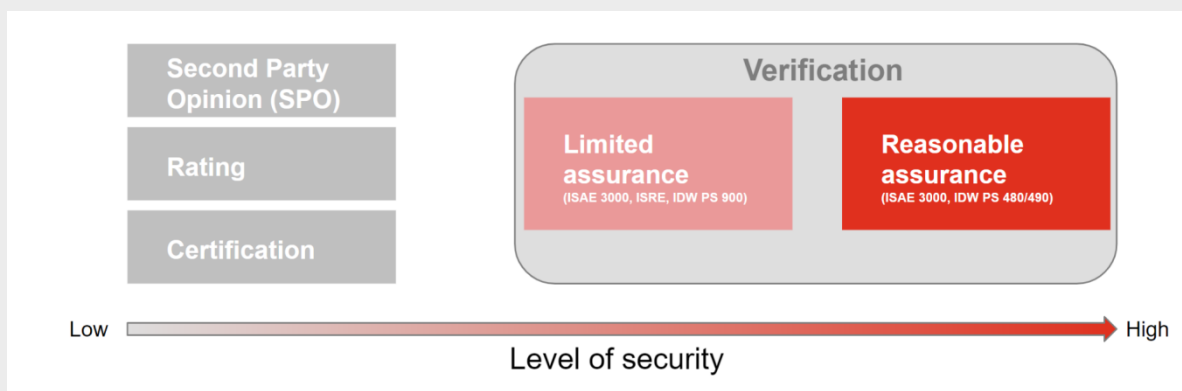 Second Party
Opinion (SPO)
Rating
Certification
Verification
Limited
assurance
(ISAE 3000, ISRE, IDW PS 900)
Reasonable
assurance
(ISAE 3000, IDW PS 480/490)
Low
High
Level of security